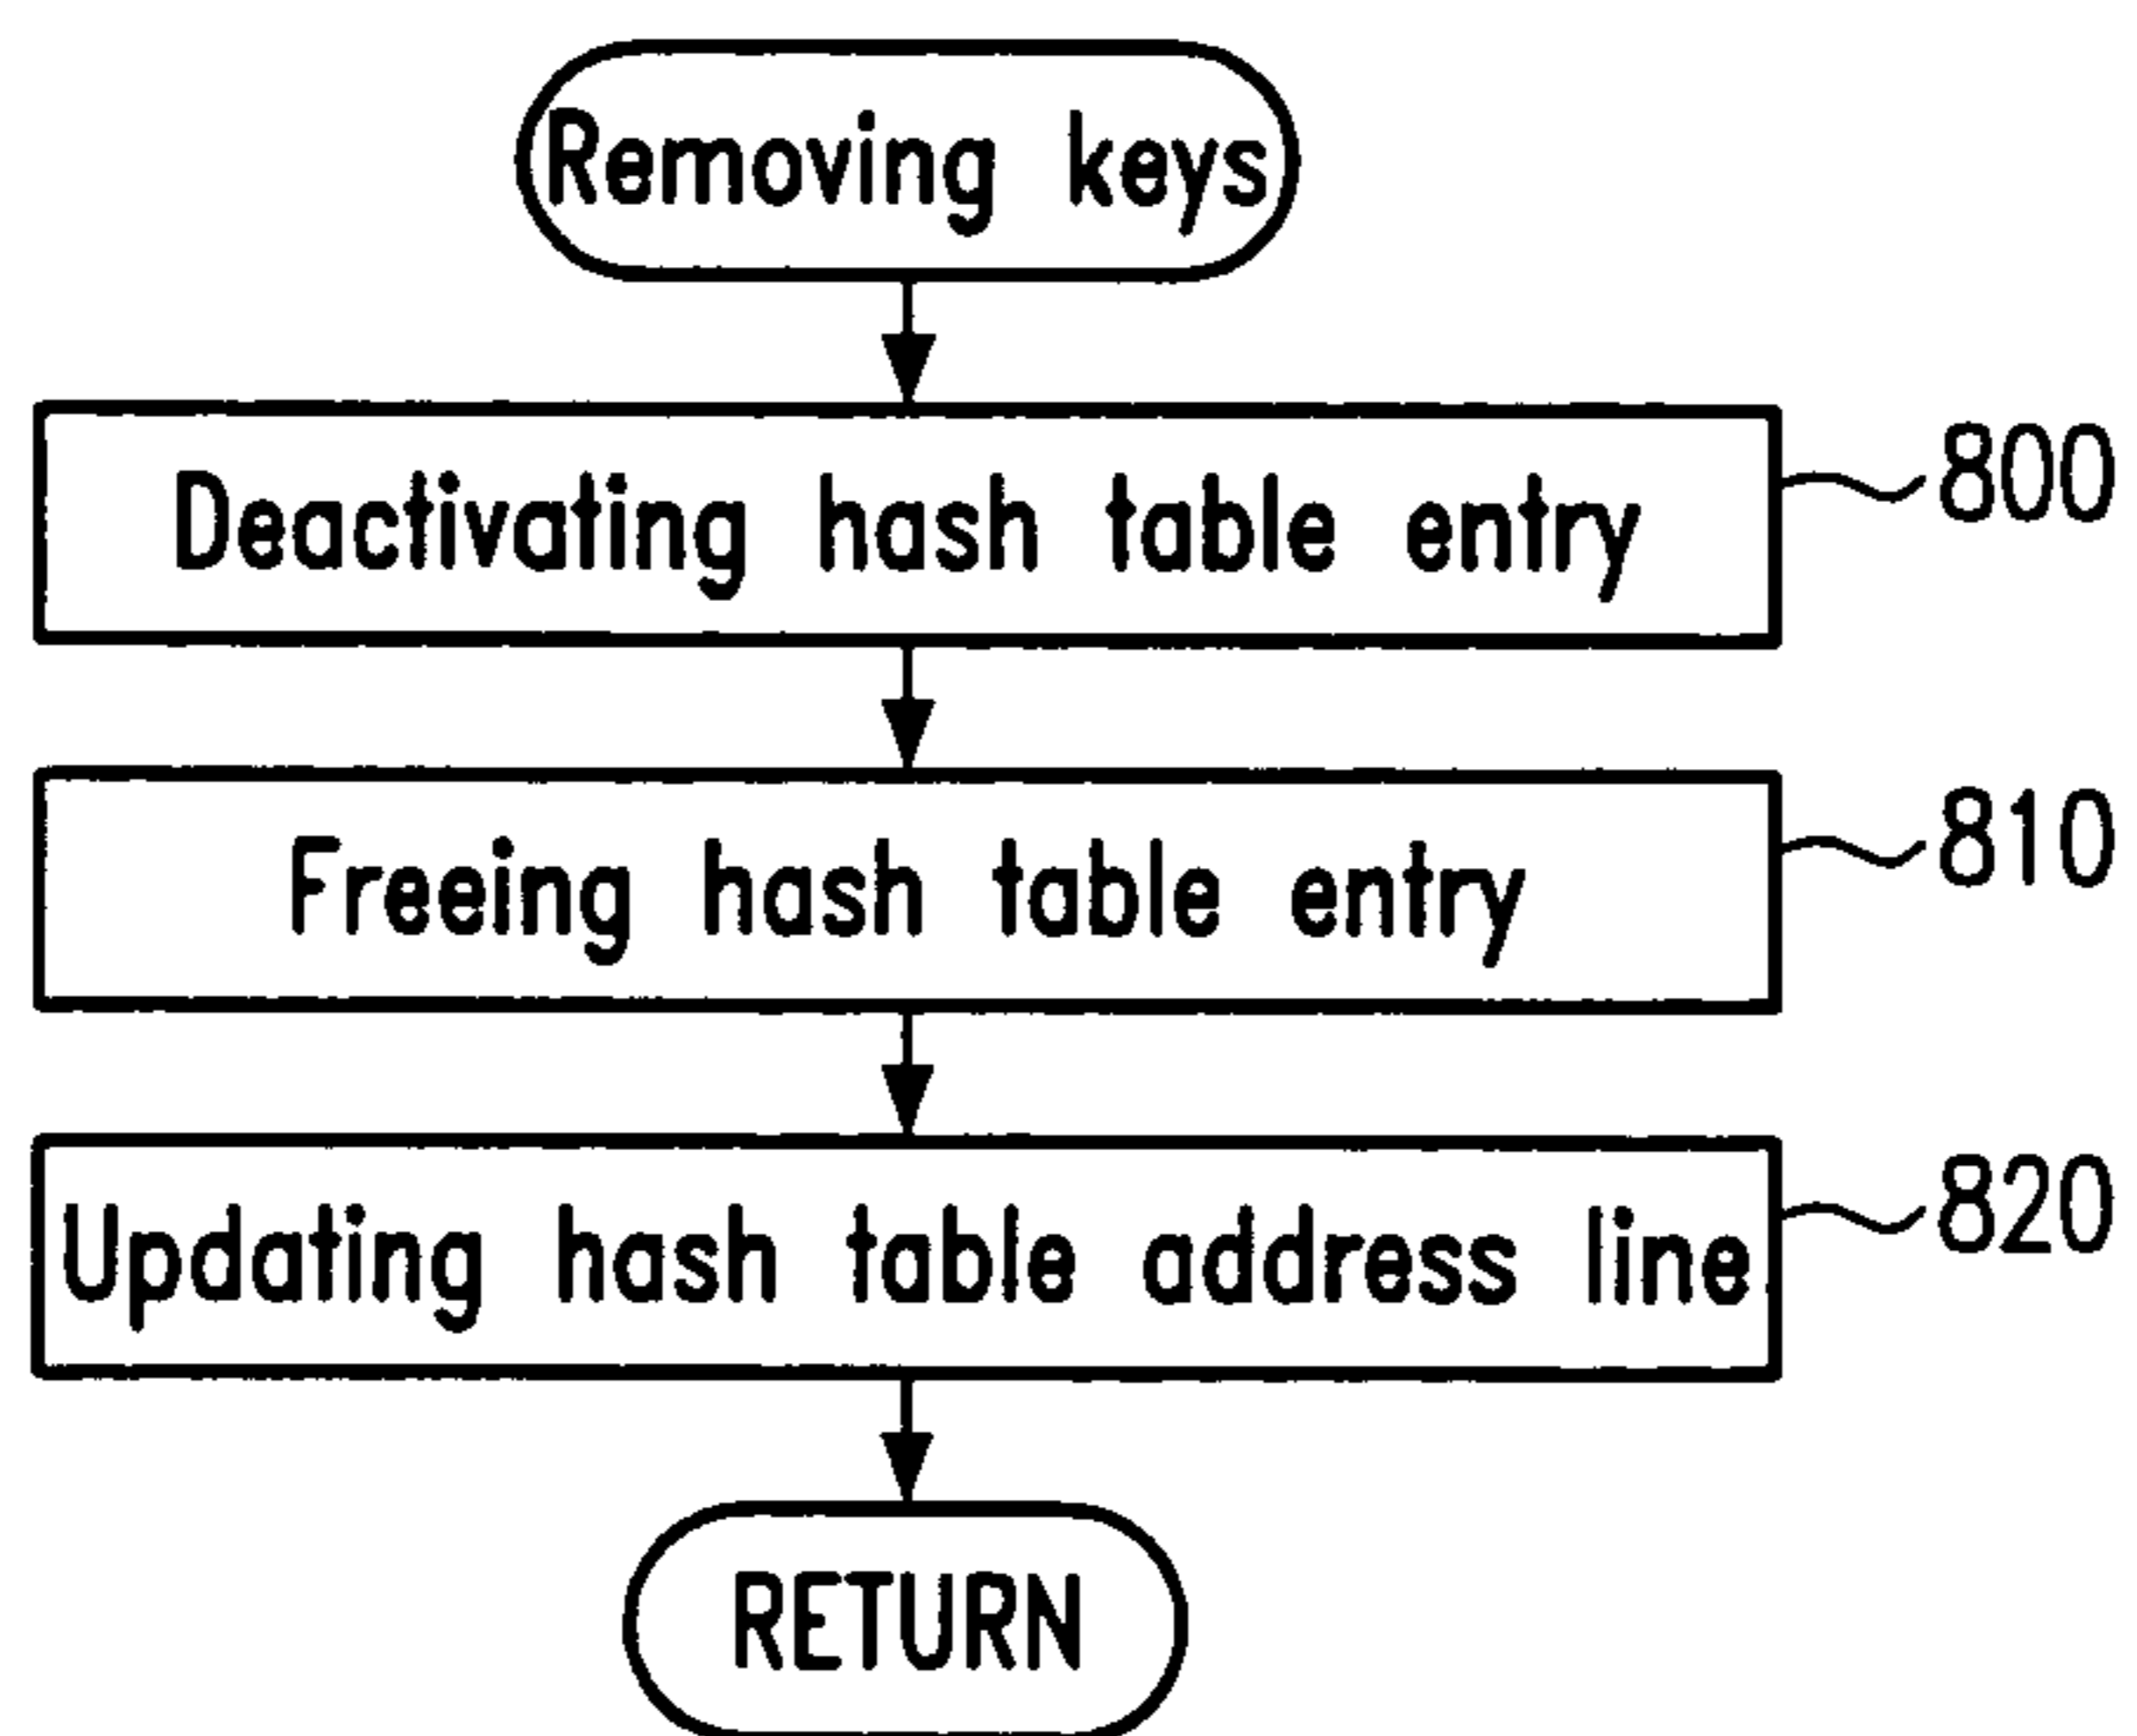 Removing keys
Deactivating hash table entry
800
Freeing hash table entry
810
Updating hash table address line
820
RETURN